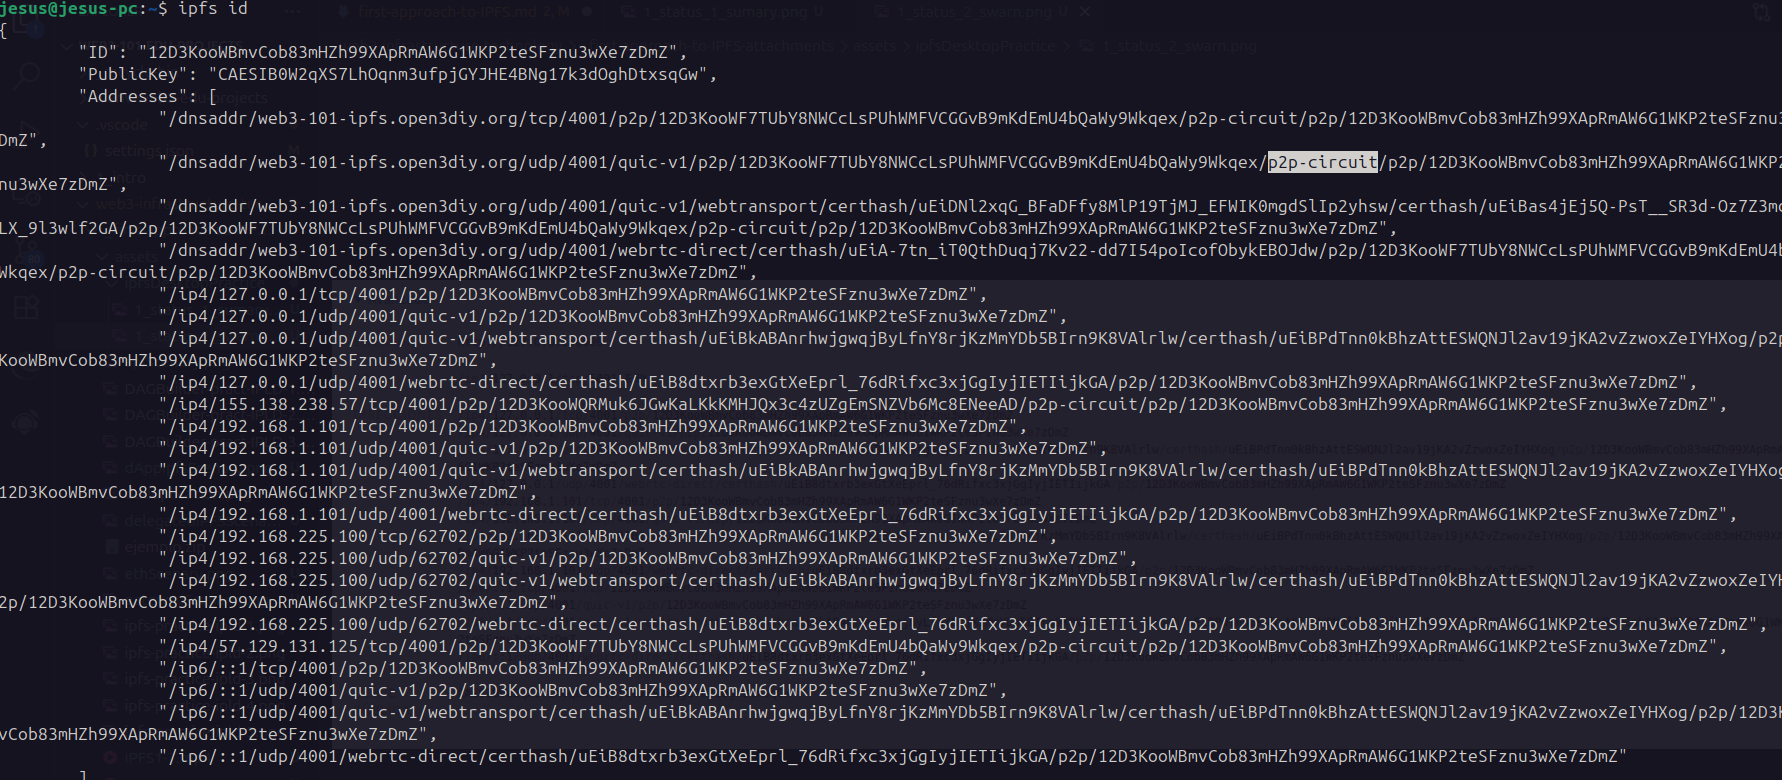 jesus@jesus-pc:~$ ipfs id
{
"ID": "12D3KooWBmvCob83mHZh99XApRmAW6G1WKP2teSFznu3wXe7zDmZ",
"PublicKey": "CAESIB0W2qXS7LhOqnm3ufpjGYJHE4BNg17k3dOghDtxsqGw",
"Addresses": [
"/dnsaddr/web3-101-ipfs.open3diy.org/tcp/4001/p2p/12D3KooWF7TUbY8NWCcLsPUhWMFVCGGvB9mKdEmU4bQaWy9Wkqex/p2p-circuit/p2p/12D3KooWBmvCob83mHZh99XApRmAW6G1WKP2teSFznu3
DmZ",
"/dnsaddr/web3-101-ipfs.open3diy.org/udp/4001/quic-v1/p2p/12D3KooWF7TUbY8NWCcLsPUhWMFVCGGvB9mKdEmU4bQaWy9Wkqex/p2p-circuit/p2p/12D3KooWBmvCob83mHZh99XApRmAW6G1WKP2
nu3wXe7zDmZ",
"/dnsaddr/web3-101-ipfs.open3diy.org/udp/4001/quic-v1/webtransport/certhash/uEiDNl2xqG_BFaDFfy8MlP19TjMJ_EFWIK0mgdSlIp2yhsw/certhash/uEiBas4jEj5Q-PsT__SR3d-Oz7Z3mo
LX_9l3wlf2GA/p2p/12D3KooWF7TUbY8NWCcLsPUhWMFVCGGvB9mKdEmU4bQaWy9Wkqex/p2p-circuit/p2p/12D3KooWBmvCob83mHZh99XApRmAW6G1WKP2teSFznu3wXe7zDmZ",
"/dnsaddr/web3-101-ipfs.open3diy.org/udp/4001/webrtc-direct/certhash/uEiA-7tn_iT0QthDuqj7Kv22-dd7I54poIcofObykEBOJdw/p2p/12D3KooWF7TUbY8NWCcLsPUhWMFVCGGvB9mKdEmU4b
Wkqex/p2p-circuit/p2p/12D3KooWBmvCob83mHZh99XApRmAW6G1WKP2teSFznu3wXe7zDmZ",
"/ip4/127.0.0.1/tcp/4001/p2p/12D3KooWBmvCob83mHZh99XApRmAW6G1WKP2teSFznu3wXe7zDmZ",
"/ip4/127.0.0.1/udp/4001/quic-v1/p2p/12D3KooWBmvCob83mHZh99XApRmAW6G1WKP2teSFznu3wXe7zDmZ",
"/ip4/127.0.0.1/udp/4001/quic-v1/webtransport/certhash/uEiBkABAnrhwjgwqjByLfnY8rjKzMmYDb5BIrn9K8VAlrlw/certhash/uEiBPdTnn0kBhzAttESWQNJl2av19jKA2vZzwoxZeIYHXog/p2p
KooWBmvCob83mHZh99XApRmAW6G1WKP2teSFznu3wXe7zDmZ",
"/ip4/127.0.0.1/udp/4001/webrtc-direct/certhash/uEiB8dtxrb3exGtXeEprl_76dRifxc3xjGgIyjIETIijkGA/p2p/12D3KooWBmvCob83mHZh99XApRmAW6G1WKP2teSFznu3wXe7zDmZ",
"/ip4/155.138.238.57/tcp/4001/p2p/12D3KooWQRMuk6JGwKaLKkKMHJQx3c4zUZgEmSNZVb6Mc8ENeeAD/p2p-circuit/p2p/12D3KooWBmvCob83mHZh99XApRmAW6G1WKP2teSFznu3wXe7zDmZ",
"/ip4/192.168.1.101/tcp/4001/p2p/12D3KooWBmvCob83mHZh99XApRmAW6G1WKP2teSFznu3wXe7zDmZ",
"/ip4/192.168.1.101/udp/4001/quic-v1/p2p/12D3KooWBmvCob83mHZh99XApRmAW6G1WKP2teSFznu3wXe7zDmZ",
"/ip4/192.168.1.101/udp/4001/quic-v1/webtransport/certhash/uEiBkABAnrhwjgwqjByLfnY8rjKzMmYDb5BIrn9K8VAlrlw/certhash/uEiBPdTnn0kBhzAttESWQNJl2av19jKA2vZzwoxZeIYHXog
12D3KooWBmvCob83mHZh99XApRmAW6G1WKP2teSFznu3wXe7zDmZ",
"/ip4/192.168.1.101/udp/4001/webrtc-direct/certhash/uEiB8dtxrb3exGtXeEprl_76dRifxc3xjGgIyjIETIijkGA/p2p/12D3KooWBmvCob83mHZh99XApRmAW6G1WKP2teSFznu3wXe7zDmZ",
"/ip4/192.168.225.100/tcp/62702/p2p/12D3KooWBmvCob83mHZh99XApRmAW6G1WKP2teSFznu3wXe7zDmZ",
"/ip4/192.168.225.100/udp/62702/quic-v1/p2p/12D3KooWBmvCob83mHZh99XApRmAW6G1WKP2teSFznu3wXe7zDmZ",
"/ip4/192.168.225.100/udp/62702/quic-v1/webtransport/certhash/uEiBkABAnrhwjgwqjByLfnY8rjKzMmYDb5BIrn9K8VAlrlw/certhash/uEiBPdTnn0kBhzAttESWQNJl2av19jKA2vZzwoxZeIYH
2p/12D3KooWBmvCob83mHZh99XApRmAW6G1WKP2teSFznu3wXe7zDmZ",
"/ip4/192.168.225.100/udp/62702/webrtc-direct/certhash/uEiB8dtxrb3exGtXeEprl_76dRifxc3xjGgIyjIETIijkGA/p2p/12D3KooWBmvCob83mHZh99XApRmAW6G1WKP2teSFznu3wXe7zDmZ",
"/ip4/57.129.131.125/tcp/4001/p2p/12D3KooWF7TUbY8NWCcLsPUhWMFVCGGvB9mKdEmU4bQaWy9Wkqex/p2p-circuit/p2p/12D3KooWBmvCob83mHZh99XApRmAW6G1WKP2teSFznu3wXe7zDmZ",
"/ip6/::1/tcp/4001/p2p/12D3KooWBmvCob83mHZh99XApRmAW6G1WKP2teSFznu3wXe7zDmZ",
"/ip6/::1/udp/4001/quic-v1/p2p/12D3KooWBmvCob83mHZh99XApRmAW6G1WKP2teSFznu3wXe7zDmZ",
"/ip6/::1/udp/4001/quic-v1/webtransport/certhash/uEiBkABAnrhwjgwqjByLfnY8rjKzMmYDb5BIrn9K8VAlrlw/certhash/uEiBPdTnn0kBhzAttESWQNJl2av19jKA2vZzwoxZeIYHXog/p2p/12D3K
vCob83mHZh99XApRmAW6G1WKP2teSFznu3wXe7zDmZ",
"/ip6/::1/udp/4001/webrtc-direct/certhash/uEiB8dtxrb3exGtXeEprl_76dRifxc3xjGgIyjIETIijkGA/p2p/12D3KooWBmvCob83mHZh99XApRmAW6G1WKP2teSFznu3wXe7zDmZ"
]